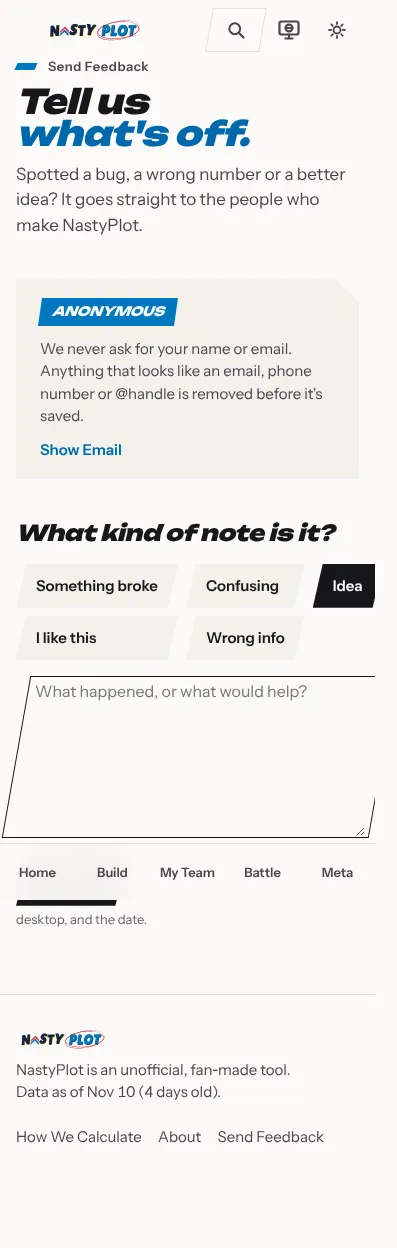 NASTY PLOT
Send Feedback
Tell us
what's off.
Spotted a bug, a wrong number or a better
idea? It goes straight to the people who
make NastyPlot.
ANONYMOUS
We never ask for your name or email.
Anything that looks like an email, phone
number or @handle is removed before it's
saved.
Show Email
What kind of note is it?
Something broke
Confusing
Idea
I like this
Wrong info
What happened, or what would help?
Home
Build
My Team
Battle
Meta
desktop, and the date.
NASTY PLOT
NastyPlot is an unofficial, fan-made tool.
Data as of Nov 10 (4 days old).
How We Calculate
About
Send Feedback